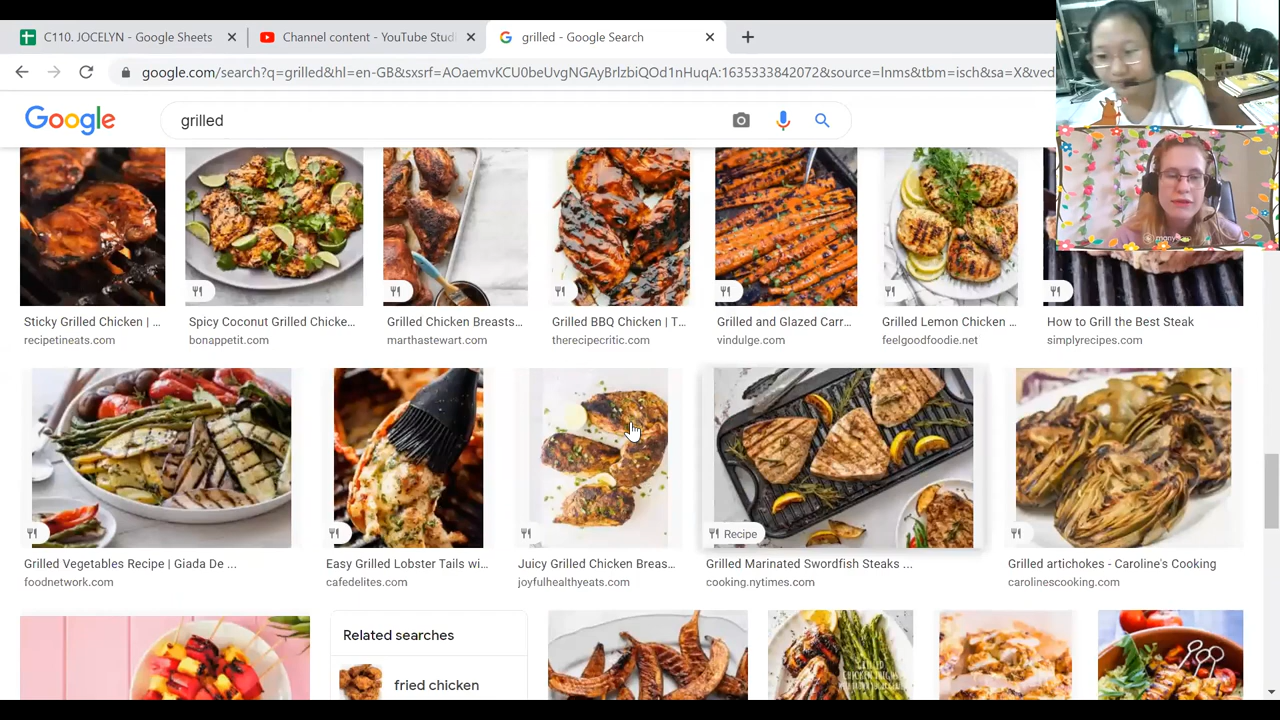 C110. JOCELYN - Google Sheets
Channel content - YouTube Stud
grilled - Google Search
google.com/search?q=grilled&hl=en-GB&sxsrf=AOaemvKCU0beUvgNGAyBrlzbiQOd1nHuqA:1635333842072&source=lnms&tbm=isch&sa=X&ved
Google
grilled
Sticky Grilled Chicken | ...
recipetineats.com
Spicy Coconut Grilled Chicke...
bonappetit.com
Grilled Chicken Breasts...
marthastewart.com
Grilled BBQ Chicken | T...
therecipecritic.com
Grilled and Glazed Carr...
vindulge.com
Grilled Lemon Chicken ...
feelgoodfoodie.net
How to Grill the Best Steak
simplyrecipes.com
Recipe
Grilled Vegetables Recipe | Giada De ...
foodnetwork.com
Easy Grilled Lobster Tails wi...
cafedelites.com
Juicy Grilled Chicken Breas...
joyfulhealthyeats.com
Grilled Marinated Swordfish Steaks ...
cooking.nytimes.com
Grilled artichokes - Caroline's Cooking
carolinescooking.com
Related searches
fried chicken